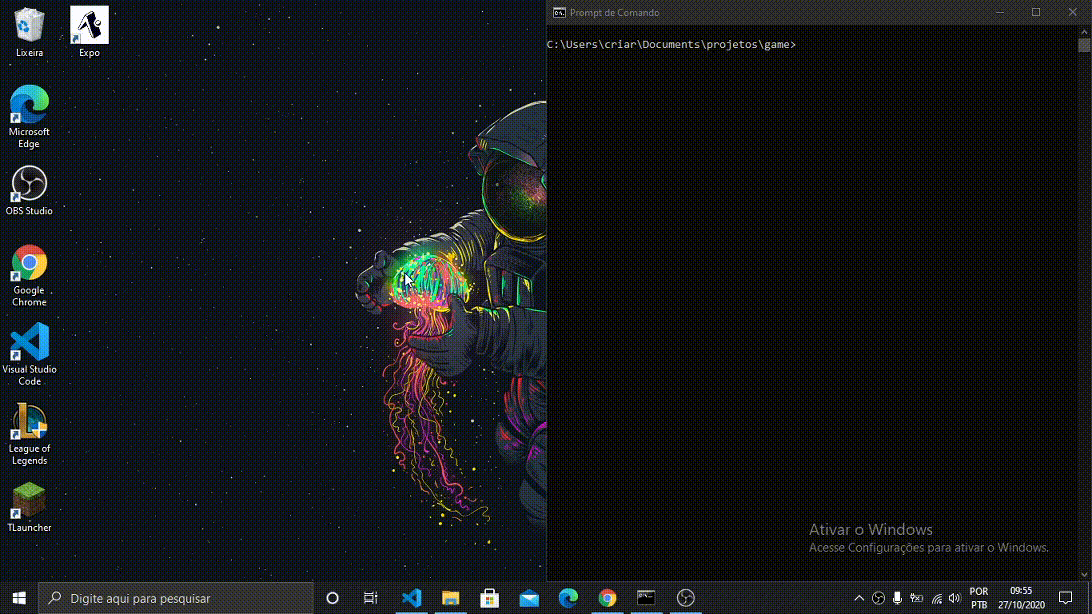 Lixeira
Expo
Microsoft
Edge
OBS Studio
Google
Chrome
Visual Studio
Code
League of
Legends
TLauncher
Prompt de Comando
C:\Users\criar\Documents\projetos\game>
Ativar o Windows
Acesse Configurações para ativar o Windows.
Digite aqui para pesquisar
POR
PTB
09:55
27/10/2020